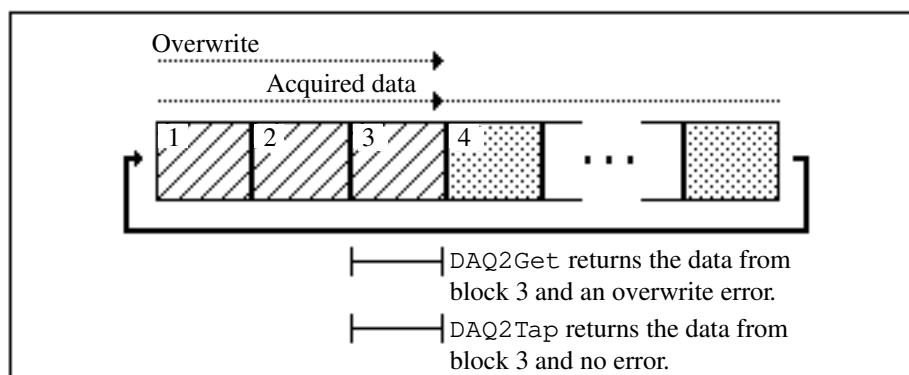 Overwrite
Acquired data
1 2 3 4
DAQ2Get returns the data from
block 3 and an overwrite error.
DAQ2Tap returns the data from
block 3 and no error.